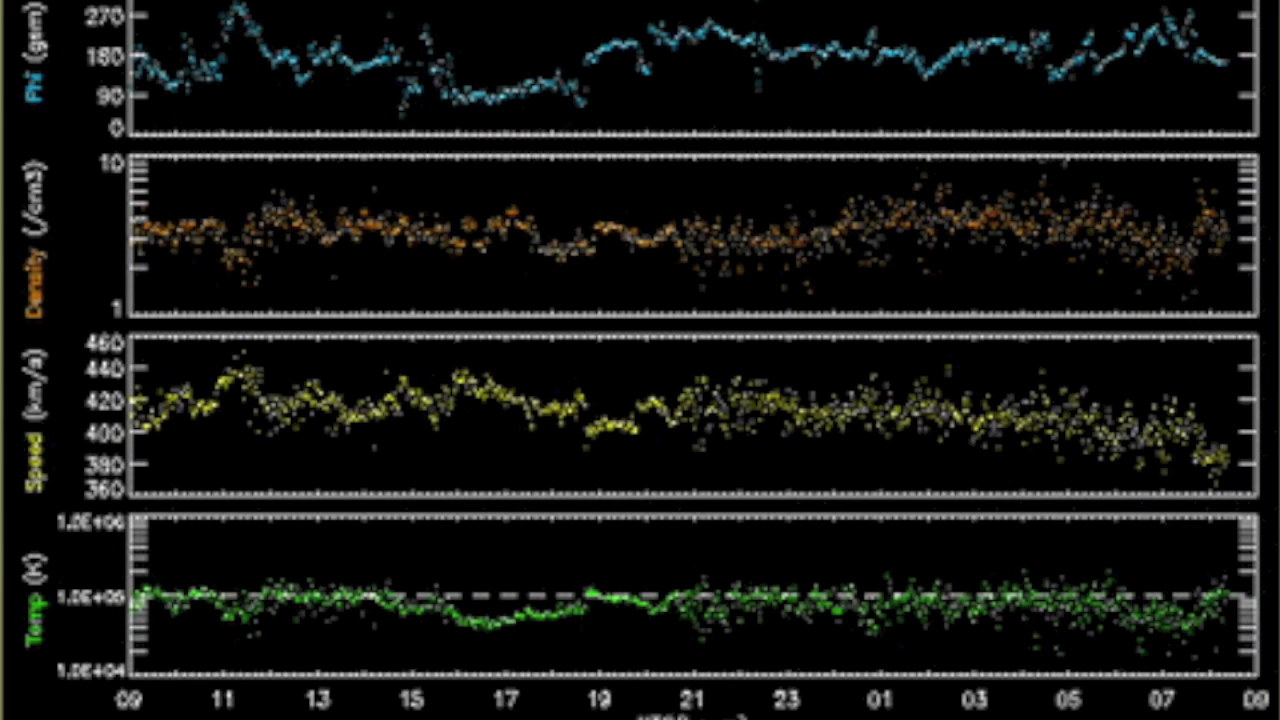 270
180
90
0
Phi (gsm)
10
1
Density (/cm3)
460
440
420
400
380
360
Speed (km/s)
1.0E+06
1.0E+05
1.0E+04
Temp (K)
09 11 13 15 17 19 21 23 01 03 05 07 09